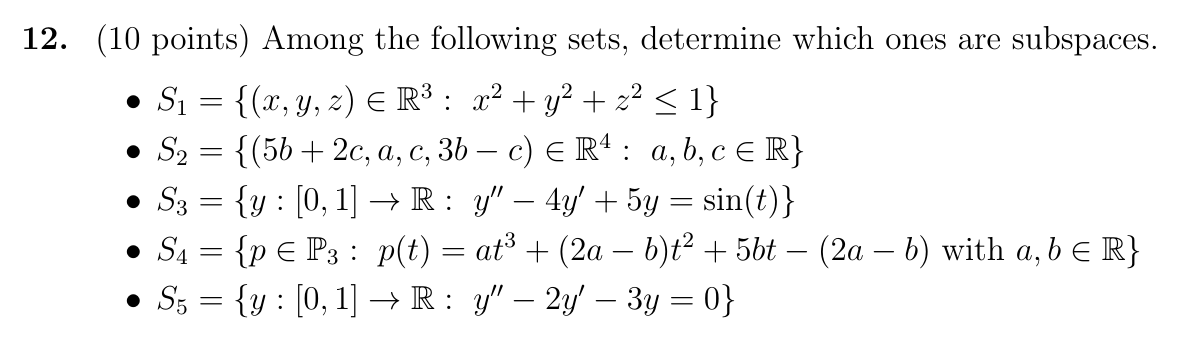 12. (10 points) Among the following sets, determine which ones are subspaces.
• S₁ = {(x, y, z) ∈ ℝ³ : x² + y² + z² ≤ 1}
• S₂ = {(5b + 2c, a, c, 3b − c) ∈ ℝ⁴ : a, b, c ∈ ℝ}
• S₃ = {y : [0, 1] → ℝ : y″ − 4y′ + 5y = sin(t)}
• S₄ = {p ∈ ℙ₃ : p(t) = at³ + (2a − b)t² + 5bt − (2a − b) with a, b ∈ ℝ}
• S₅ = {y : [0, 1] → ℝ : y″ − 2y′ − 3y = 0}